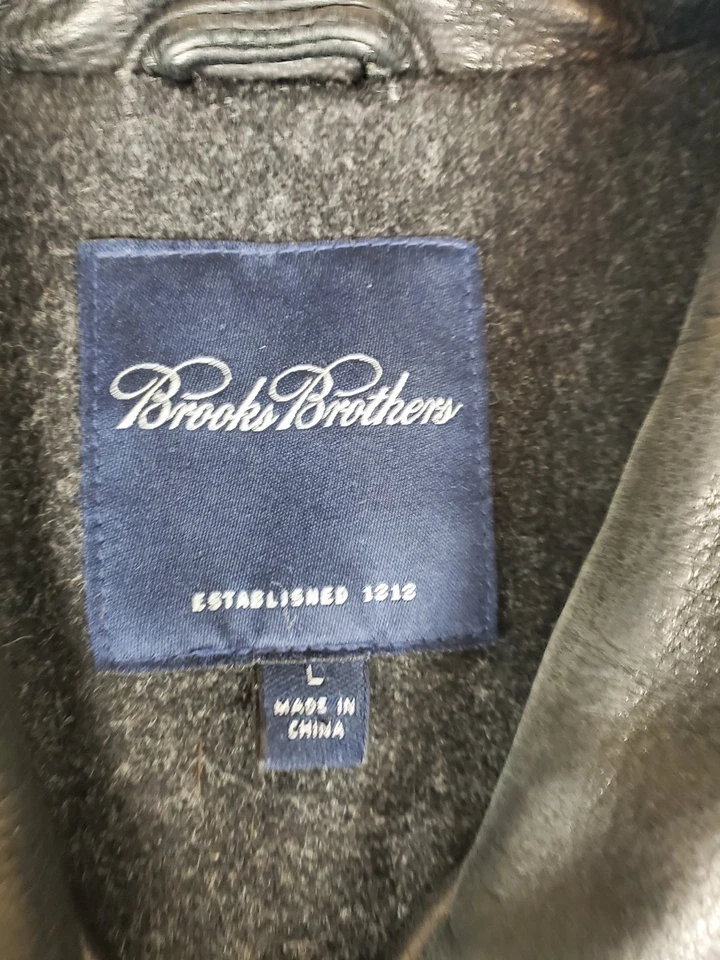 Brooks Brothers
ESTABLISHED 1818
L
MADE IN
CHINA